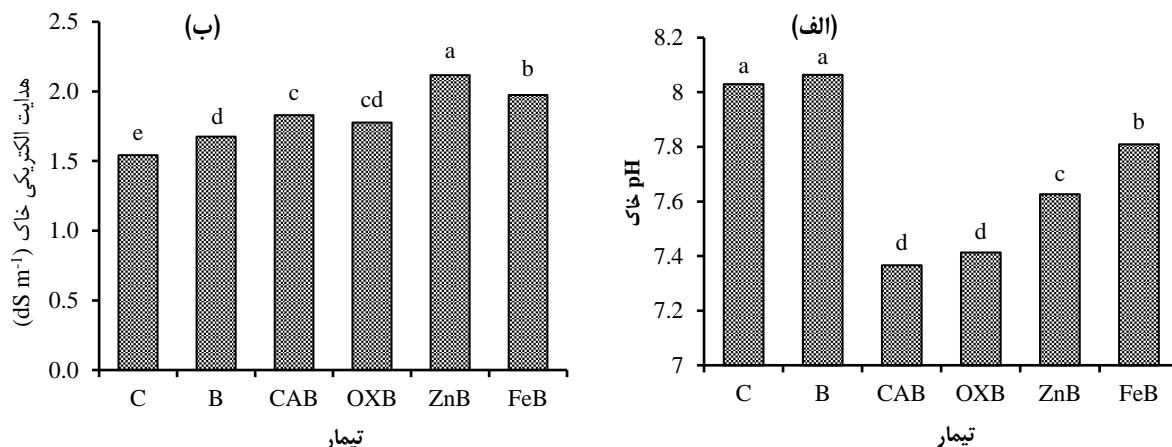 (ب)
هدایت الکتریکی خاک (dS m-1)
2.5
2.0
1.5
1.0
0.5
0.0
e
d
c
cd
a
b
C B CAB OXB ZnB FeB
تیمار
(الف)
pH خاک
8.2
8
7.8
7.6
7.4
7.2
7
a
a
d
d
c
b
C B CAB OXB ZnB FeB
تیمار